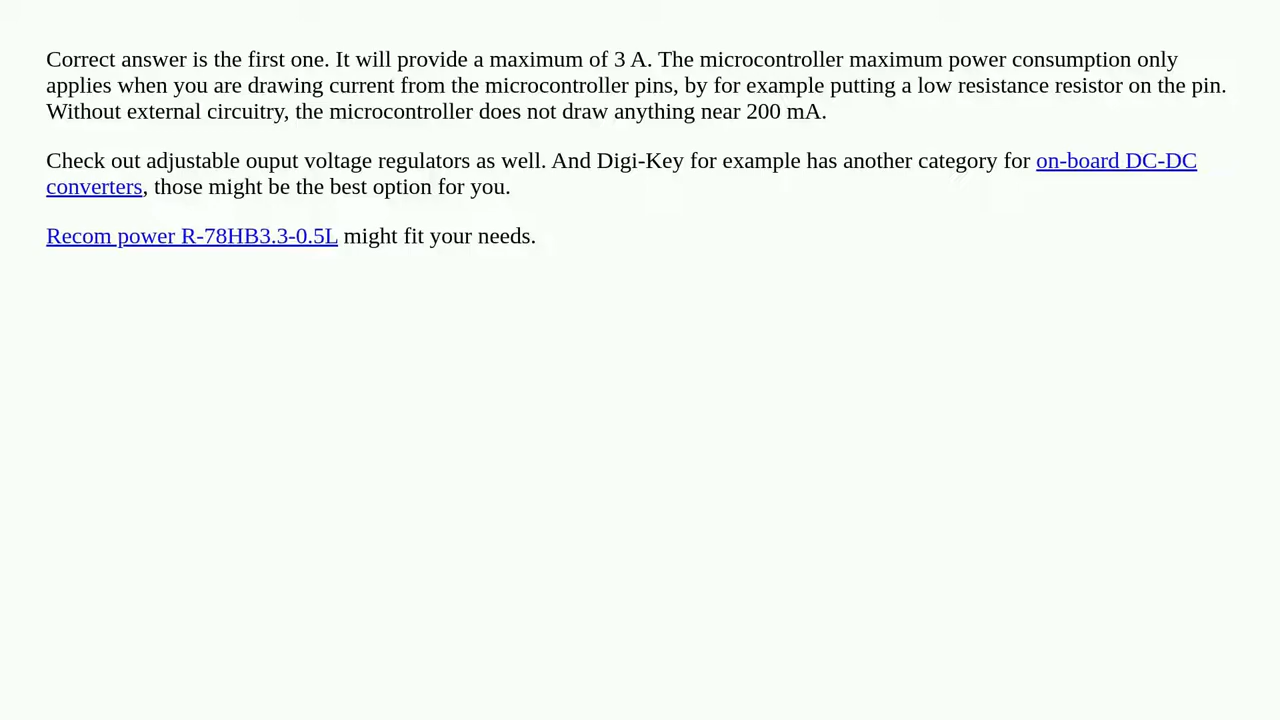 Correct answer is the first one. It will provide a maximum of 3 A. The microcontroller maximum power consumption only
applies when you are drawing current from the microcontroller pins, by for example putting a low resistance resistor on the pin.
Without external circuitry, the microcontroller does not draw anything near 200 mA.
Check out adjustable ouput voltage regulators as well. And Digi-Key for example has another category for on-board DC-DC
converters, those might be the best option for you.
Recom power R-78HB3.3-0.5L might fit your needs.